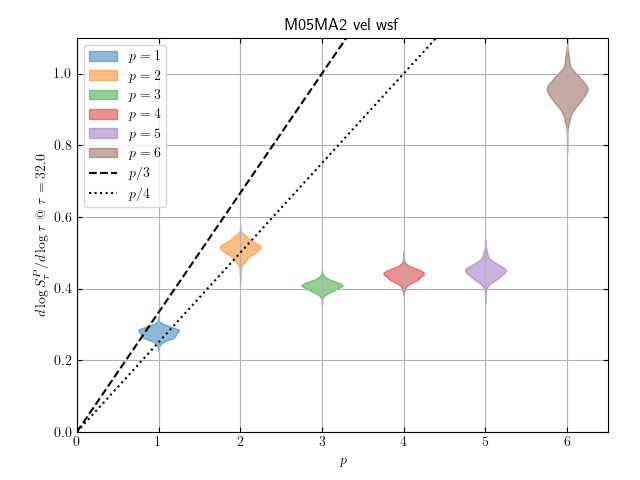 M05MA2 vel wsf
p = 1
p = 2
p = 3
p = 4
p = 5
p = 6
p/3
p/4
d log S_τ^P / d log τ @ τ = 32.0
1.0
0.8
0.6
0.4
0.2
0.0
0 1 2 3 4 5 6
p